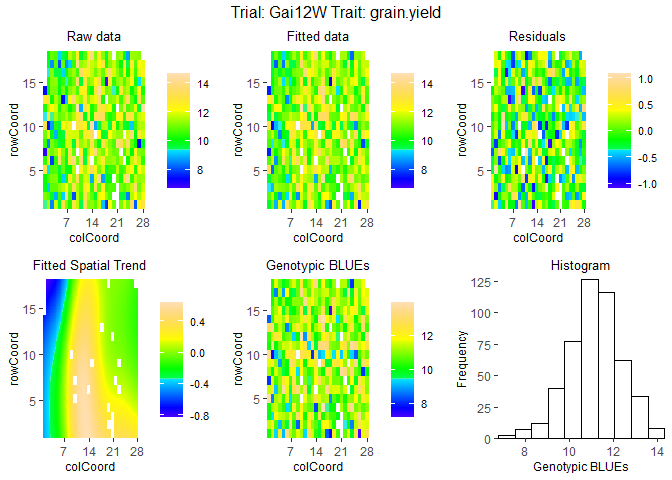 Trial: Gai12W Trait: grain.yield
Raw data
Fitted data
Residuals
rowCoord
15
10
5
7 14 21 28
colCoord
14
12
10
8
rowCoord
15
10
5
7 14 21 28
colCoord
14
12
10
8
rowCoord
15
10
5
7 14 21 28
colCoord
1.0
0.5
0.0
-0.5
-1.0
Fitted Spatial Trend
Genotypic BLUEs
Histogram
rowCoord
15
10
5
7 14 21 28
colCoord
0.4
0.0
-0.4
-0.8
rowCoord
15
10
5
7 14 21 28
colCoord
12
10
8
Frequency
125
100
75
50
25
0
8 10 12 14
Genotypic BLUEs